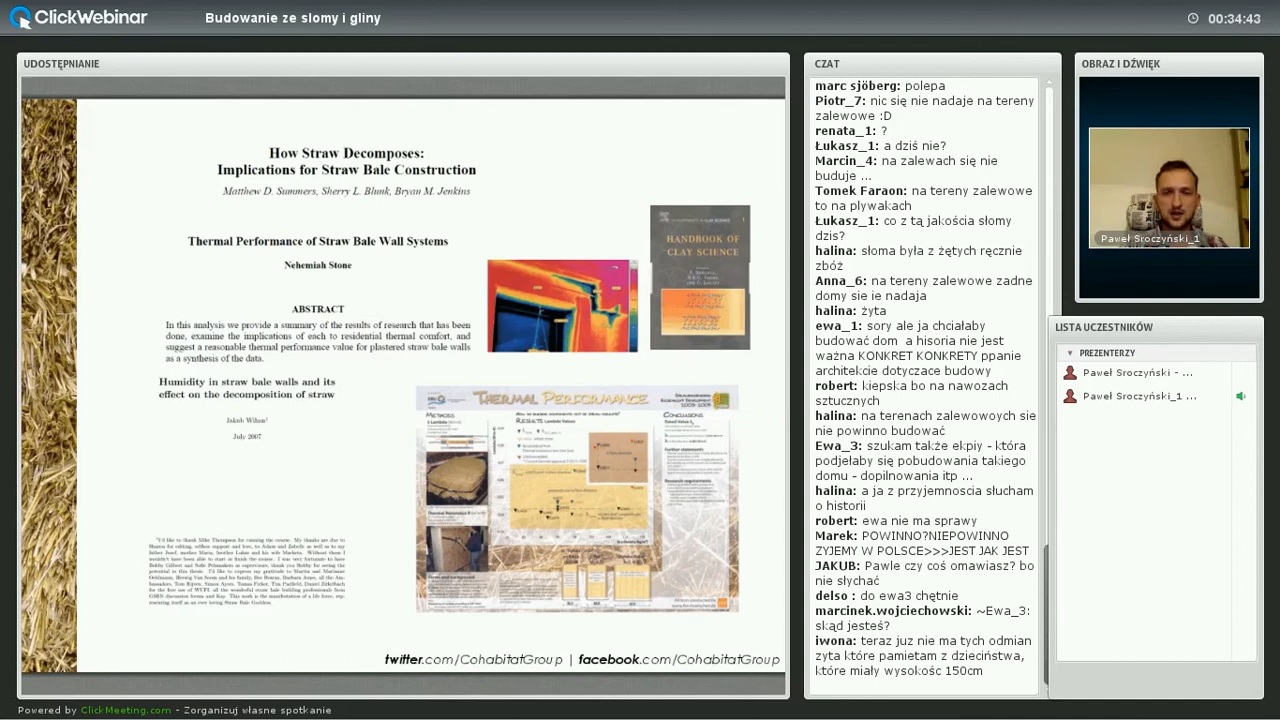 ClickWebinar
Budowanie ze slomy i gliny
00:34:43
UDOSTĘPNIANIE
How Straw Decomposes:
Implications for Straw Bale Construction
Matthew D. Summers, Sherry L. Blunk, Bryan M. Jenkins
Thermal Performance of Straw Bale Wall Systems
Nehemiah Stone
ABSTRACT
In this analysis we provide a summary of the results of research that has been
done, examine the implications of each to residential thermal comfort, and
suggest a reasonable thermal performance value for plastered straw bale walls
as a synthesis of the data.
Humidity in straw bale walls and its
effect on the decomposition of straw
Jakub Wihan
July 2007
HANDBOOK OF
CLAY SCIENCE
THERMAL PERFORMANCE
METHODS
RESULTS
CONCLUSIONS
twitter.com/CohabitatGroup | facebook.com/CohabitatGroup
CZAT
marc sjöberg: polepa
Piotr_7: nic się nie nadaje na tereny
zalewowe :D
renata_1: ?
Łukasz_1: a dziś nie?
Marcin_4: na zalewach się nie
buduje ...
Tomek Faraon: na tereny zalewowe
to na plywakach
Łukasz_1: co z tą jakościa słomy
dzis?
halina: słoma była z żętych ręcznie
zbóż
Anna_6: na tereny zalewowe zadne
domy sie ie nadaja
halina: żyta
ewa_1: sory ale ja chciałaby
budować dom a hisoria nie jest
ważna KONKRET KONKRETY ppanie
architekcie dotyczace budowy
robert: kiepska bo na nawozach
sztucznych
halina: na terenach zalewowych sie
nie powinno budować
Ewa_3: szukam także erpiy - która
podjełaby się pobudowania takiego
domu - dopilnowania itp...
halina: a ja z przyjemnoscia słucham
o historii
robert: ewa nie ma sprawy
Marek: POWINNO NIEPOWINNO
ZYJEMY W POLSCE>>>JEST JAK JEST
JAKUB: Pawle czy coś omawiasz? bo
nie słychać
delso : do ewa3 chętnie
marcinek.wojciechowski: ~Ewa_3:
skąd jesteś?
iwona: teraz juz nie ma tych odmian
zyta które pamietam z dzieciństwa,
które miały wysokośc 150cm
OBRAZ I DŹWIĘK
Paweł Sroczyński_1
LISTA UCZESTNIKÓW
PREZENTERZY
Paweł Sroczyński - ...
Paweł Sroczyński_1 ...
Powered by ClickMeeting.com - Zorganizuj własne spotkanie